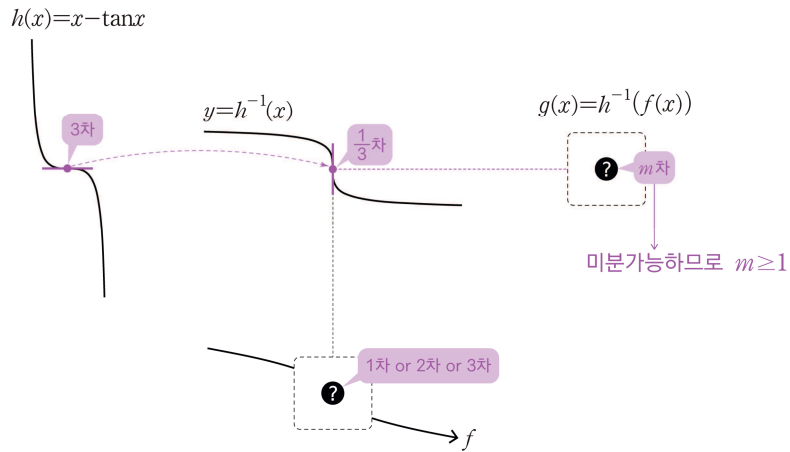 h(x)=x−tanx
3차
y=h⁻¹(x)
1/3차
g(x)=h⁻¹(f(x))
?
m차
미분가능하므로 m≥1
1차 or 2차 or 3차
?
f